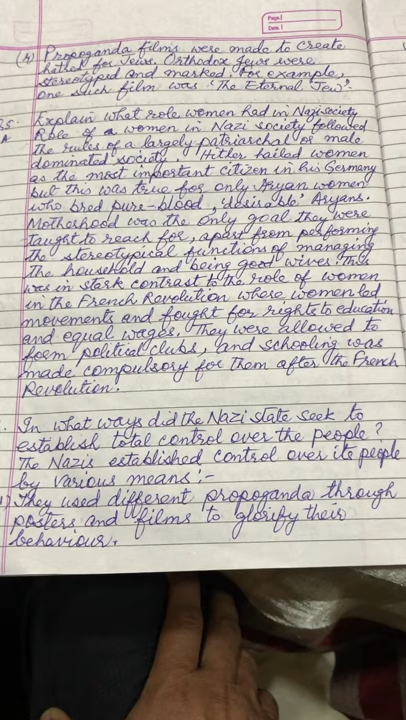 Page:
Date:
(r) Propoganda films were made to create
hatred for Jews. Orthodox Jews were
stereotyped and marked. For example,
one such film was 'The Eternal Jew'.
Explain what role women had in Nazi society
A Role of a women in Nazi society followed
the rules of a largely patriarchal or male
dominated society. Hitler hailed women
as the most important citizen in his Germany
but this was true for only Aryan women
who bred pure-blood, 'desirable' Aryans.
Motherhood was the only goal they were
taught to reach for, apart from performing
the stereotypical functions of managing
the household and being good wives. This
was in stark contrast to the role of women
in the French Revolution where women led
movements and fought for rights to education
and equal wages. They were allowed to
form political clubs, and schooling was
made compulsory for them after the French
Revolution.
In what ways did the Nazi state seek to
establish total control over the people?
The Nazis established control over its people
by various means:-
They used different propoganda through
posters and films to glorify their
behaviour.